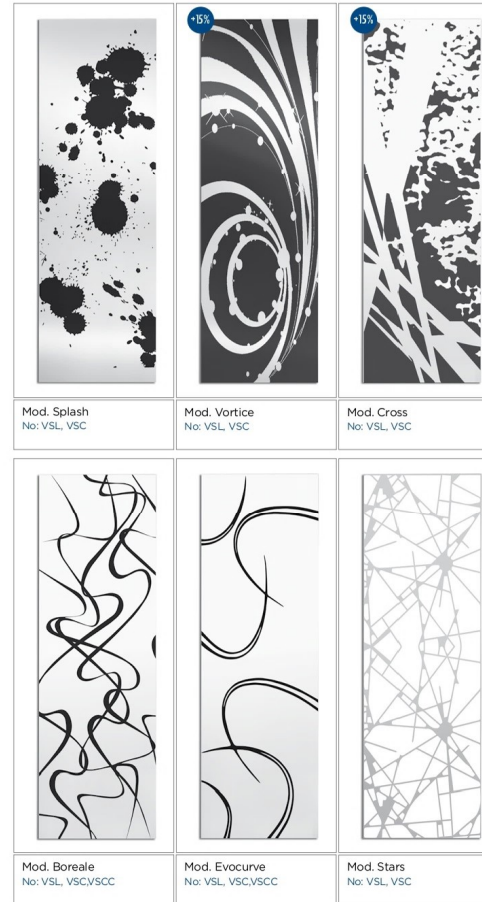 +15%
+15%
Mod. Splash
No: VSL, VSC
Mod. Vortice
No: VSL, VSC
Mod. Cross
No: VSL, VSC
Mod. Boreale
No: VSL, VSC,VSCC
Mod. Evocurve
No: VSL, VSC,VSCC
Mod. Stars
No: VSL, VSC